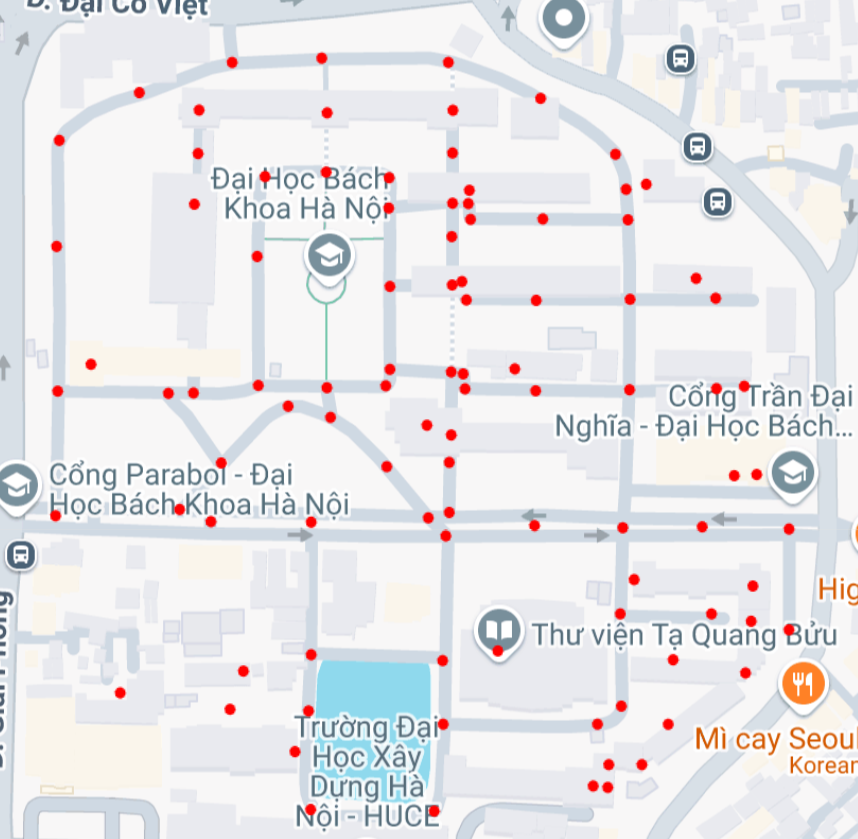 Đ. Đại Cồ Việt
Đại Học Bách
Khoa Hà Nội
Cổng Trần Đại
Nghĩa - Đại Học Bách...
Cổng Parabol - Đại
Học Bách Khoa Hà Nội
Hig
Thư viện Tạ Quang Bửu
Trường Đại
Học Xây
Dựng Hà
Nội - HUCE
Mì cay Seoul
Korean